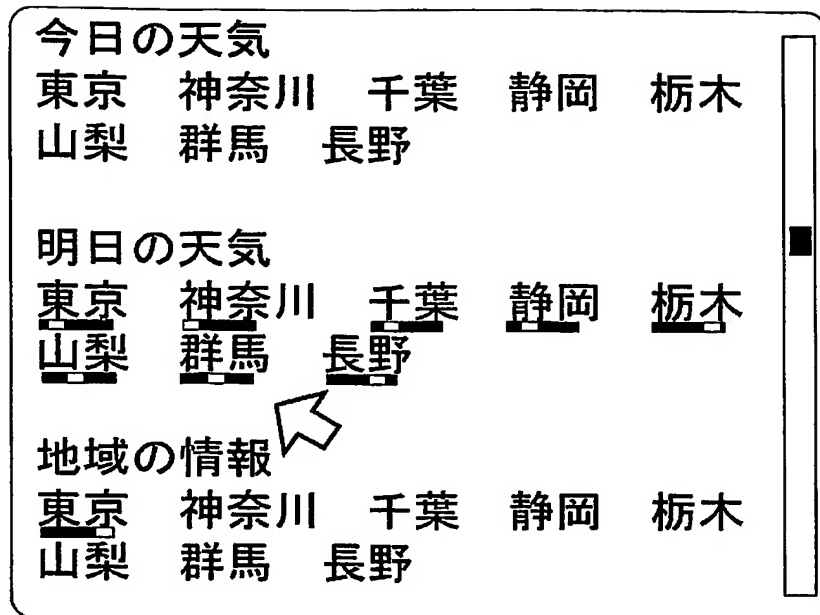 今日の天気
東京 神奈川 千葉 静岡 栃木
山梨 群馬 長野
明日の天気
東京 神奈川 千葉 静岡 栃木
山梨 群馬 長野
地域の情報
東京 神奈川 千葉 静岡 栃木
山梨 群馬 長野